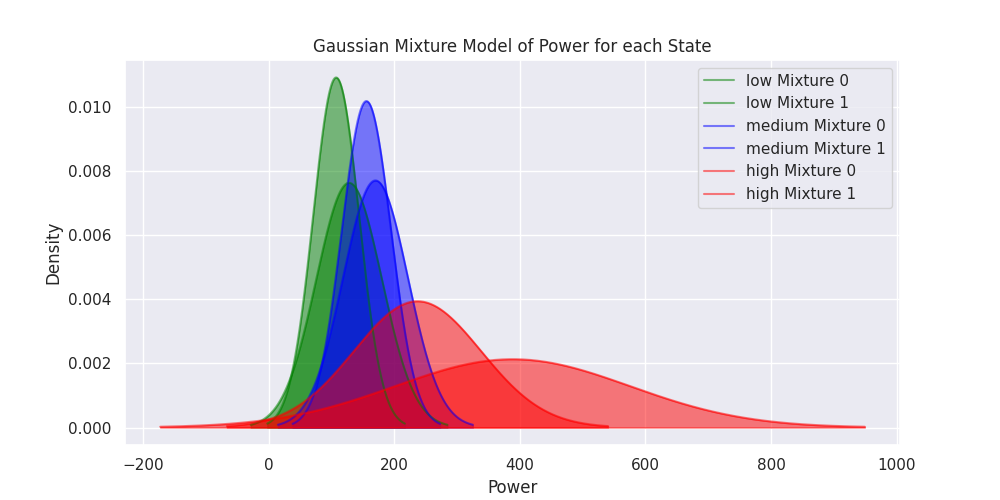 Gaussian Mixture Model of Power for each State
low Mixture 0
low Mixture 1
medium Mixture 0
medium Mixture 1
high Mixture 0
high Mixture 1
Density
0.010
0.008
0.006
0.004
0.002
0.000
−200
0
200
400
600
800
1000
Power